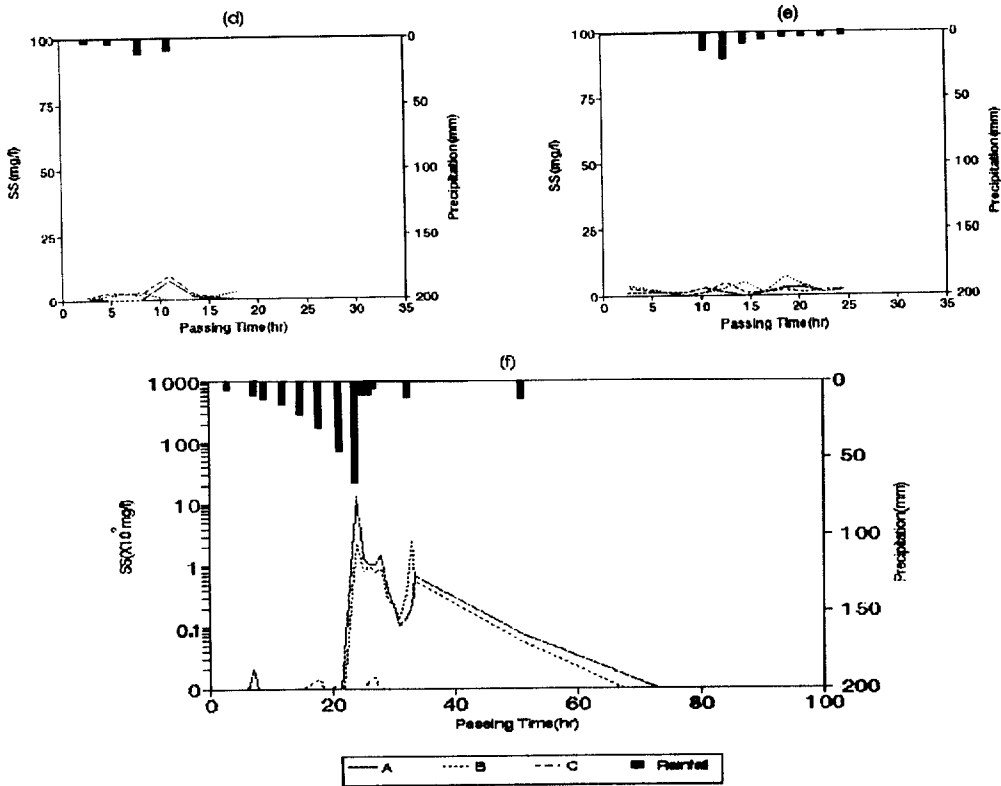 (d)
100
75
50
25
0
SS(mg/l)
0
50
100
150
200
Precipitation(mm)
0 5 10 15 20 25 30 35
Passing Time(hr)
(e)
100
75
50
25
0
SS(mg/l)
0
50
100
150
200
Precipitation(mm)
0 5 10 15 20 25 30 35
Passing Time(hr)
(f)
1000
100
10
1
0.1
0
SS(X10 mg/l)
0
50
100
150
200
Precipitation(mm)
0 20 40 60 80 100
Passing Time(hr)
A B C Rainfall